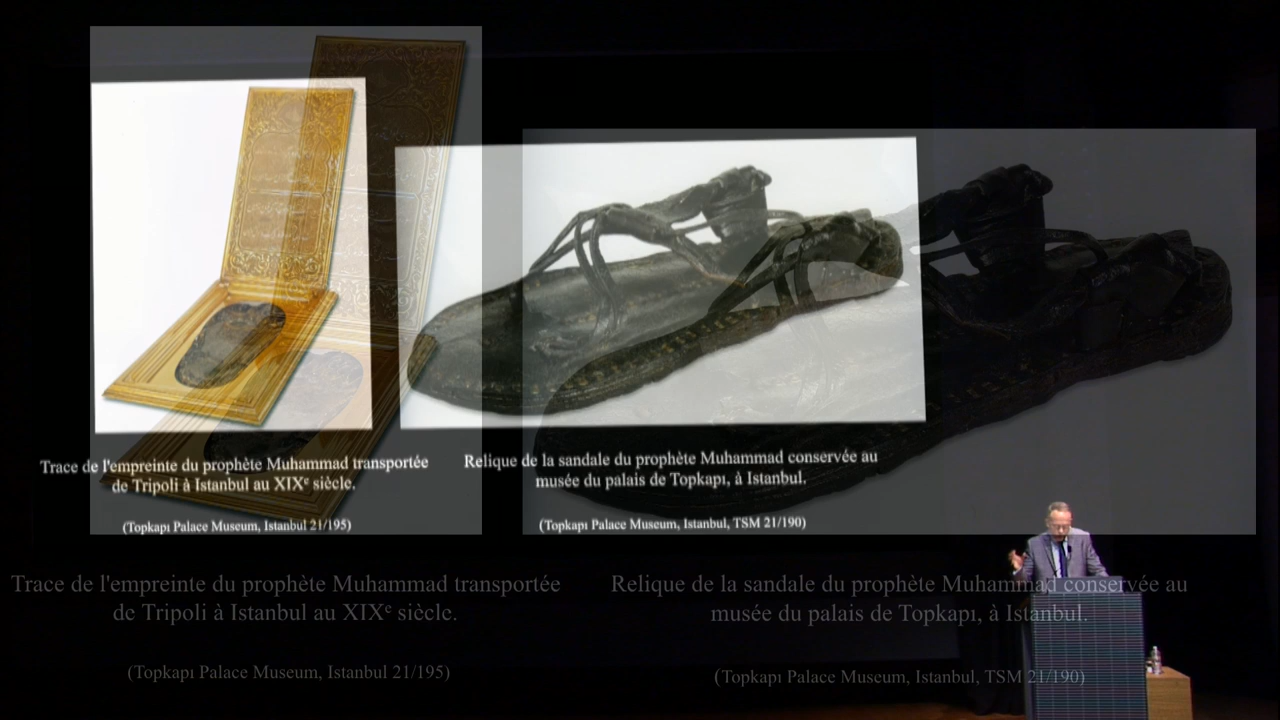 Trace de l'empreinte du prophète Muhammad transportée
de Tripoli à Istanbul au XIXᵉ siècle.
(Topkapı Palace Museum, Istanbul 21/195)
Relique de la sandale du prophète Muhammad conservée au
musée du palais de Topkapı, à Istanbul.
(Topkapı Palace Museum, Istanbul, TSM 21/190)
Trace de l'empreinte du prophète Muhammad transportée
de Tripoli à Istanbul au XIXᵉ siècle.
(Topkapı Palace Museum, Istanbul 21/195)
Relique de la sandale du prophète Muhammad conservée au
musée du palais de Topkapı, à Istanbul.
(Topkapı Palace Museum, Istanbul, TSM 21/190)